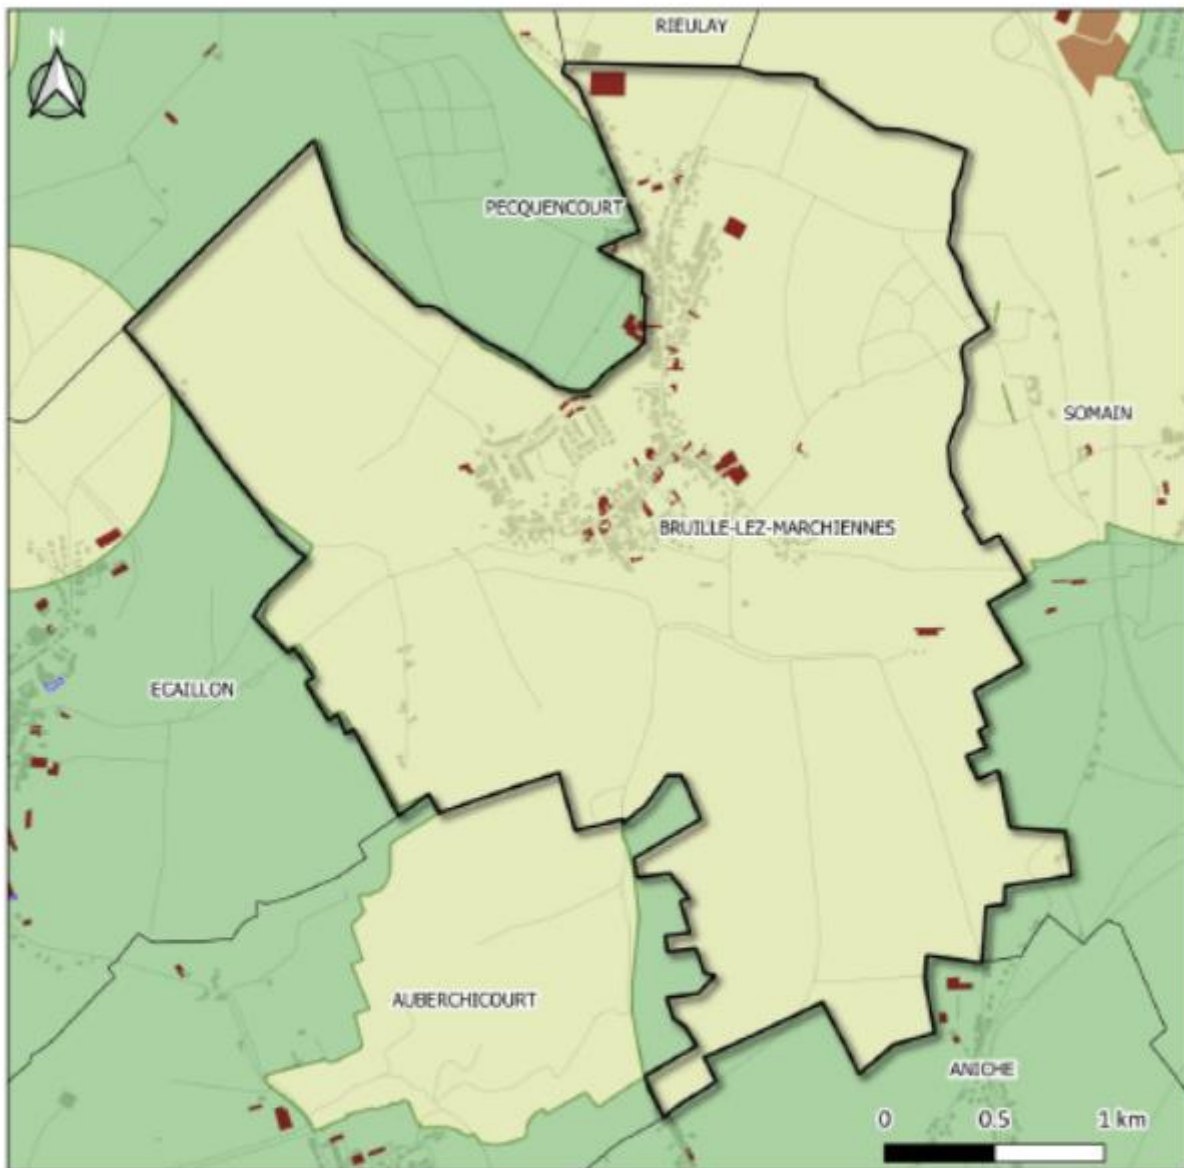 RIEULAY
N
PECQUENCOURT
SOMAIN
BRUILLE-LEZ-MARCHIENNES
ECAILLON
AUBERCHICOURT
ANICHE
0 0.5 1 km